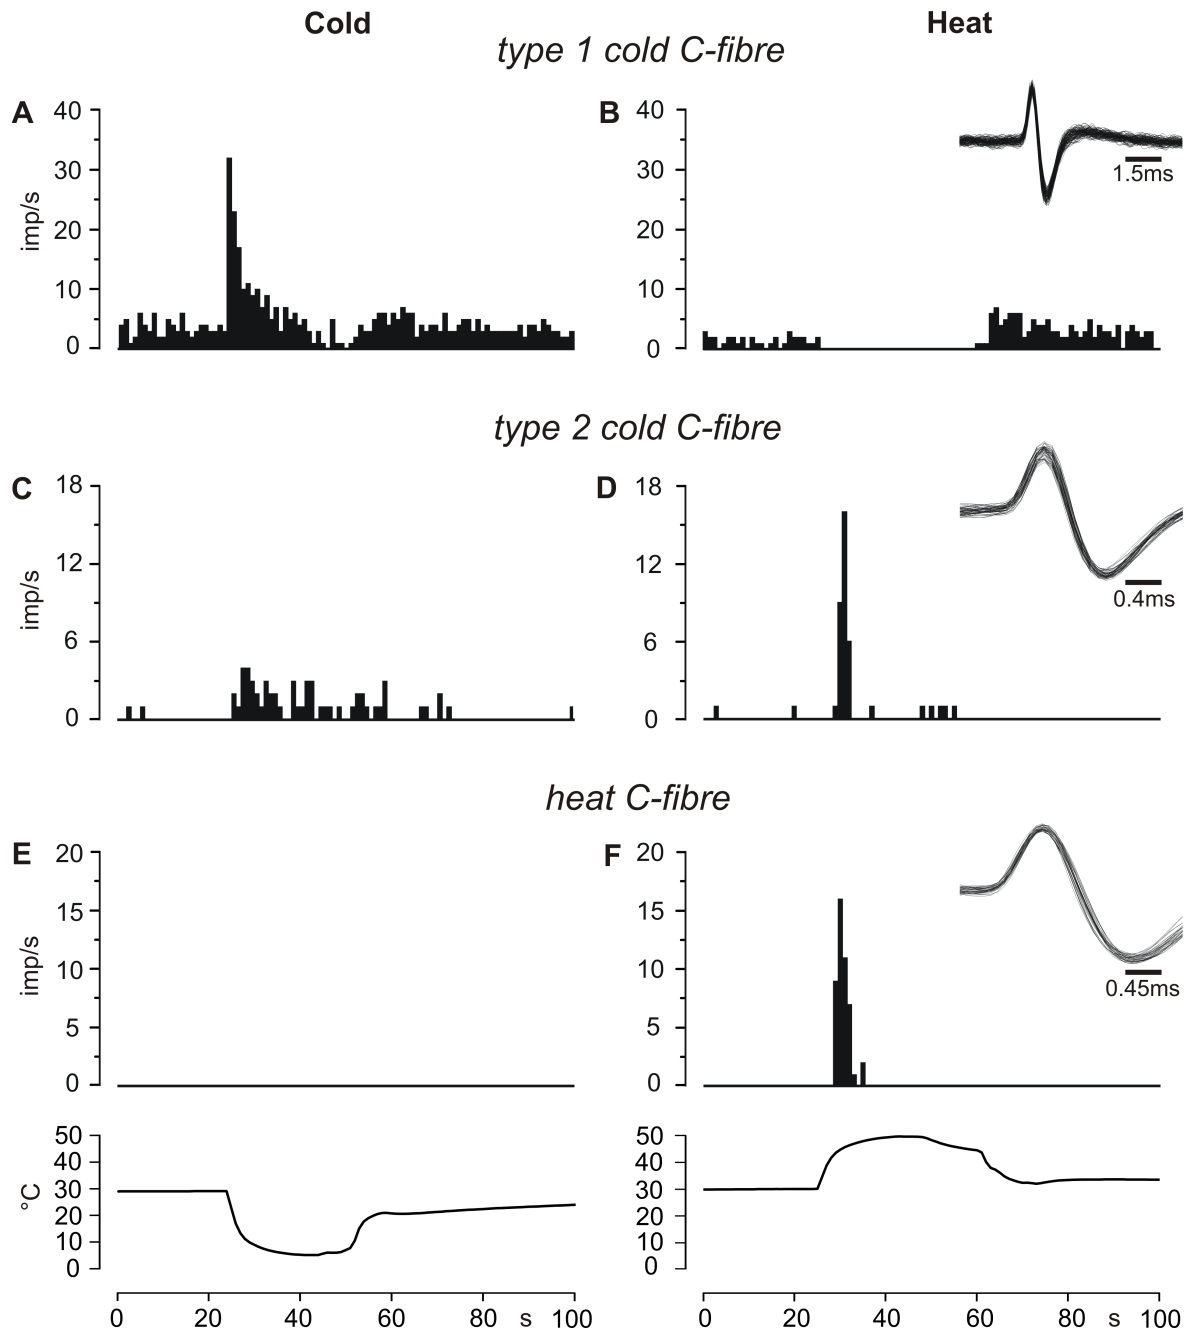 Cold Heat
type 1 cold C-fibre
A B
40 40
30 30
1.5ms
imp/s
20 20
10 10
0 0
type 2 cold C-fibre
C D
18 18
12 12
0.4ms
imp/s
6 6
0 0
heat C-fibre
E F
20 20
15 15
imp/s
10 10
0.45ms
5 5
0 0
50 50
40 40
30 30
°C
20 20
10 10
0 0
0 20 40 60 80 s 100 0 20 40 60 80 s 100